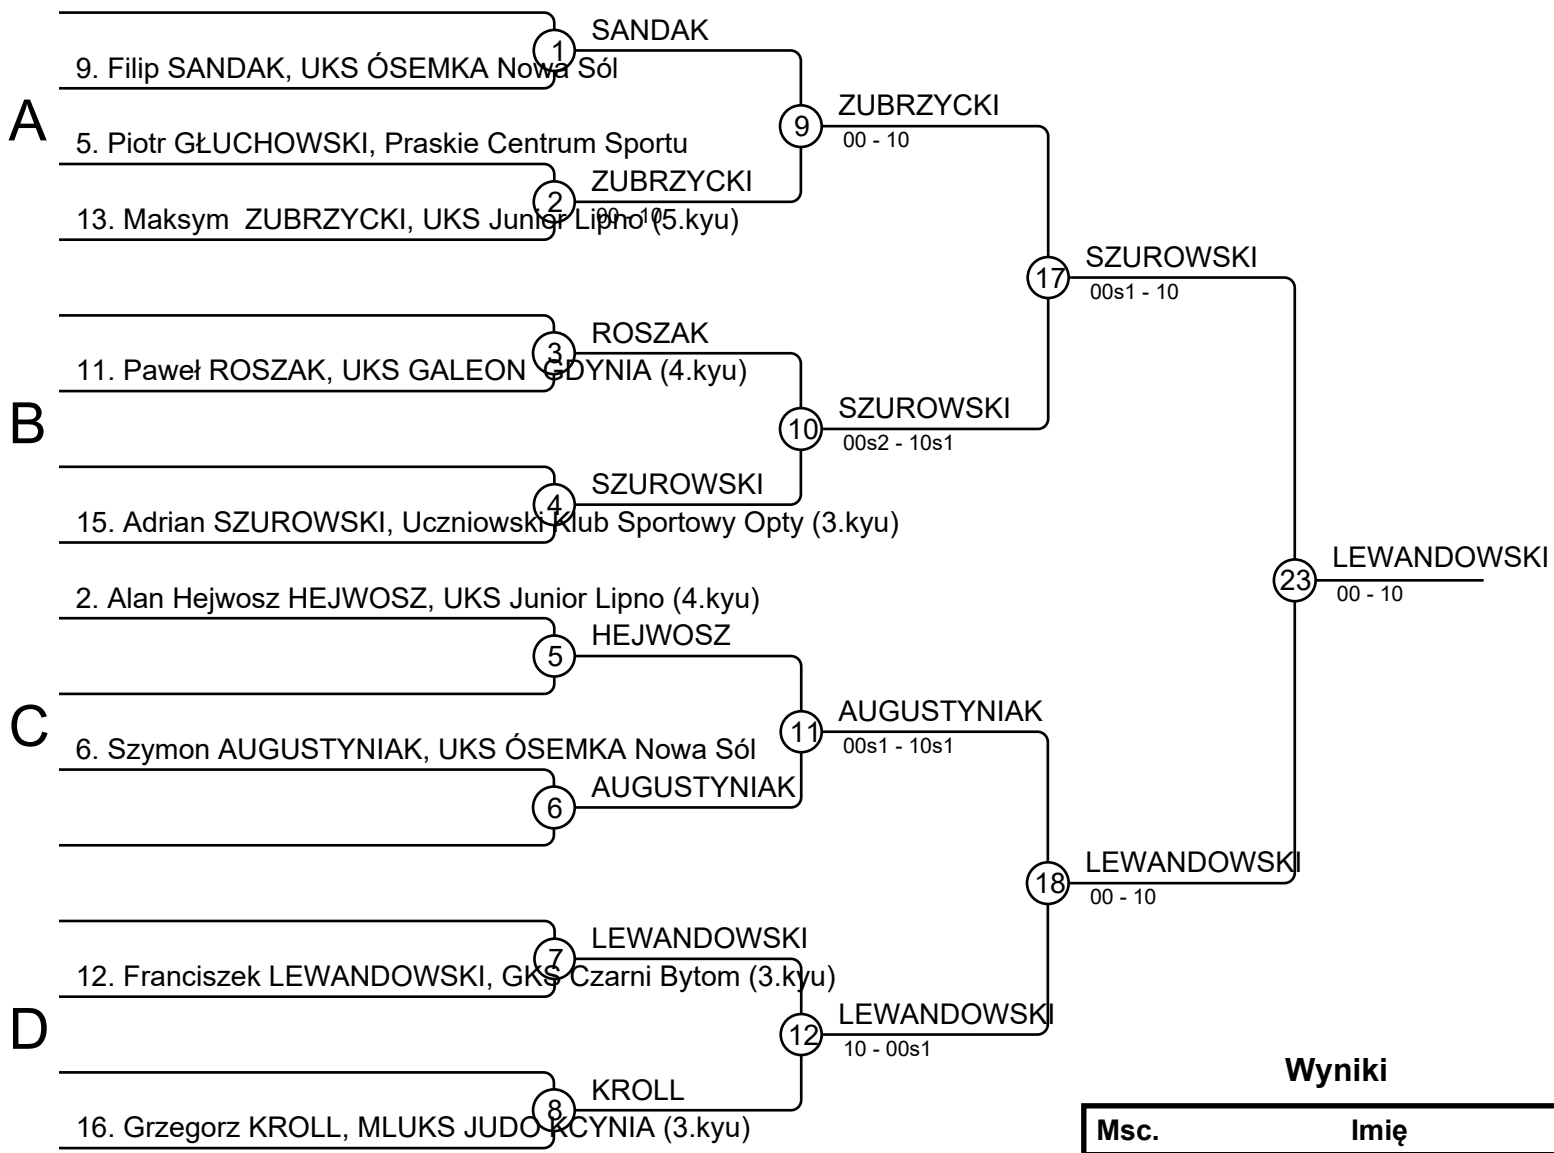 SANDAK
1
9. Filip SANDAK, UKS ÓSEMKA Nowa Sól
A
ZUBRZYCKI
9
00 - 10
5. Piotr GŁUCHOWSKI, Praskie Centrum Sportu
ZUBRZYCKI
2
00 - 10
13. Maksym  ZUBRZYCKI, UKS Junior Lipno (5.kyu)
SZUROWSKI
17
00s1 - 10
ROSZAK
3
11. Paweł ROSZAK, UKS GALEON  GDYNIA (4.kyu)
B
SZUROWSKI
10
00s2 - 10s1
SZUROWSKI
4
15. Adrian SZUROWSKI, Uczniowski Klub Sportowy Opty (3.kyu)
LEWANDOWSKI
23
00 - 10
2. Alan Hejwosz HEJWOSZ, UKS Junior Lipno (4.kyu)
HEJWOSZ
5
C
AUGUSTYNIAK
11
00s1 - 10s1
6. Szymon AUGUSTYNIAK, UKS ÓSEMKA Nowa Sól
AUGUSTYNIAK
6
LEWANDOWSKI
18
00 - 10
LEWANDOWSKI
7
12. Franciszek LEWANDOWSKI, GKS Czarni Bytom (3.kyu)
D
LEWANDOWSKI
12
10 - 00s1
KROLL
8
16. Grzegorz KROLL, MLUKS JUDO KCYNIA (3.kyu)
Wyniki
Msc. Imię